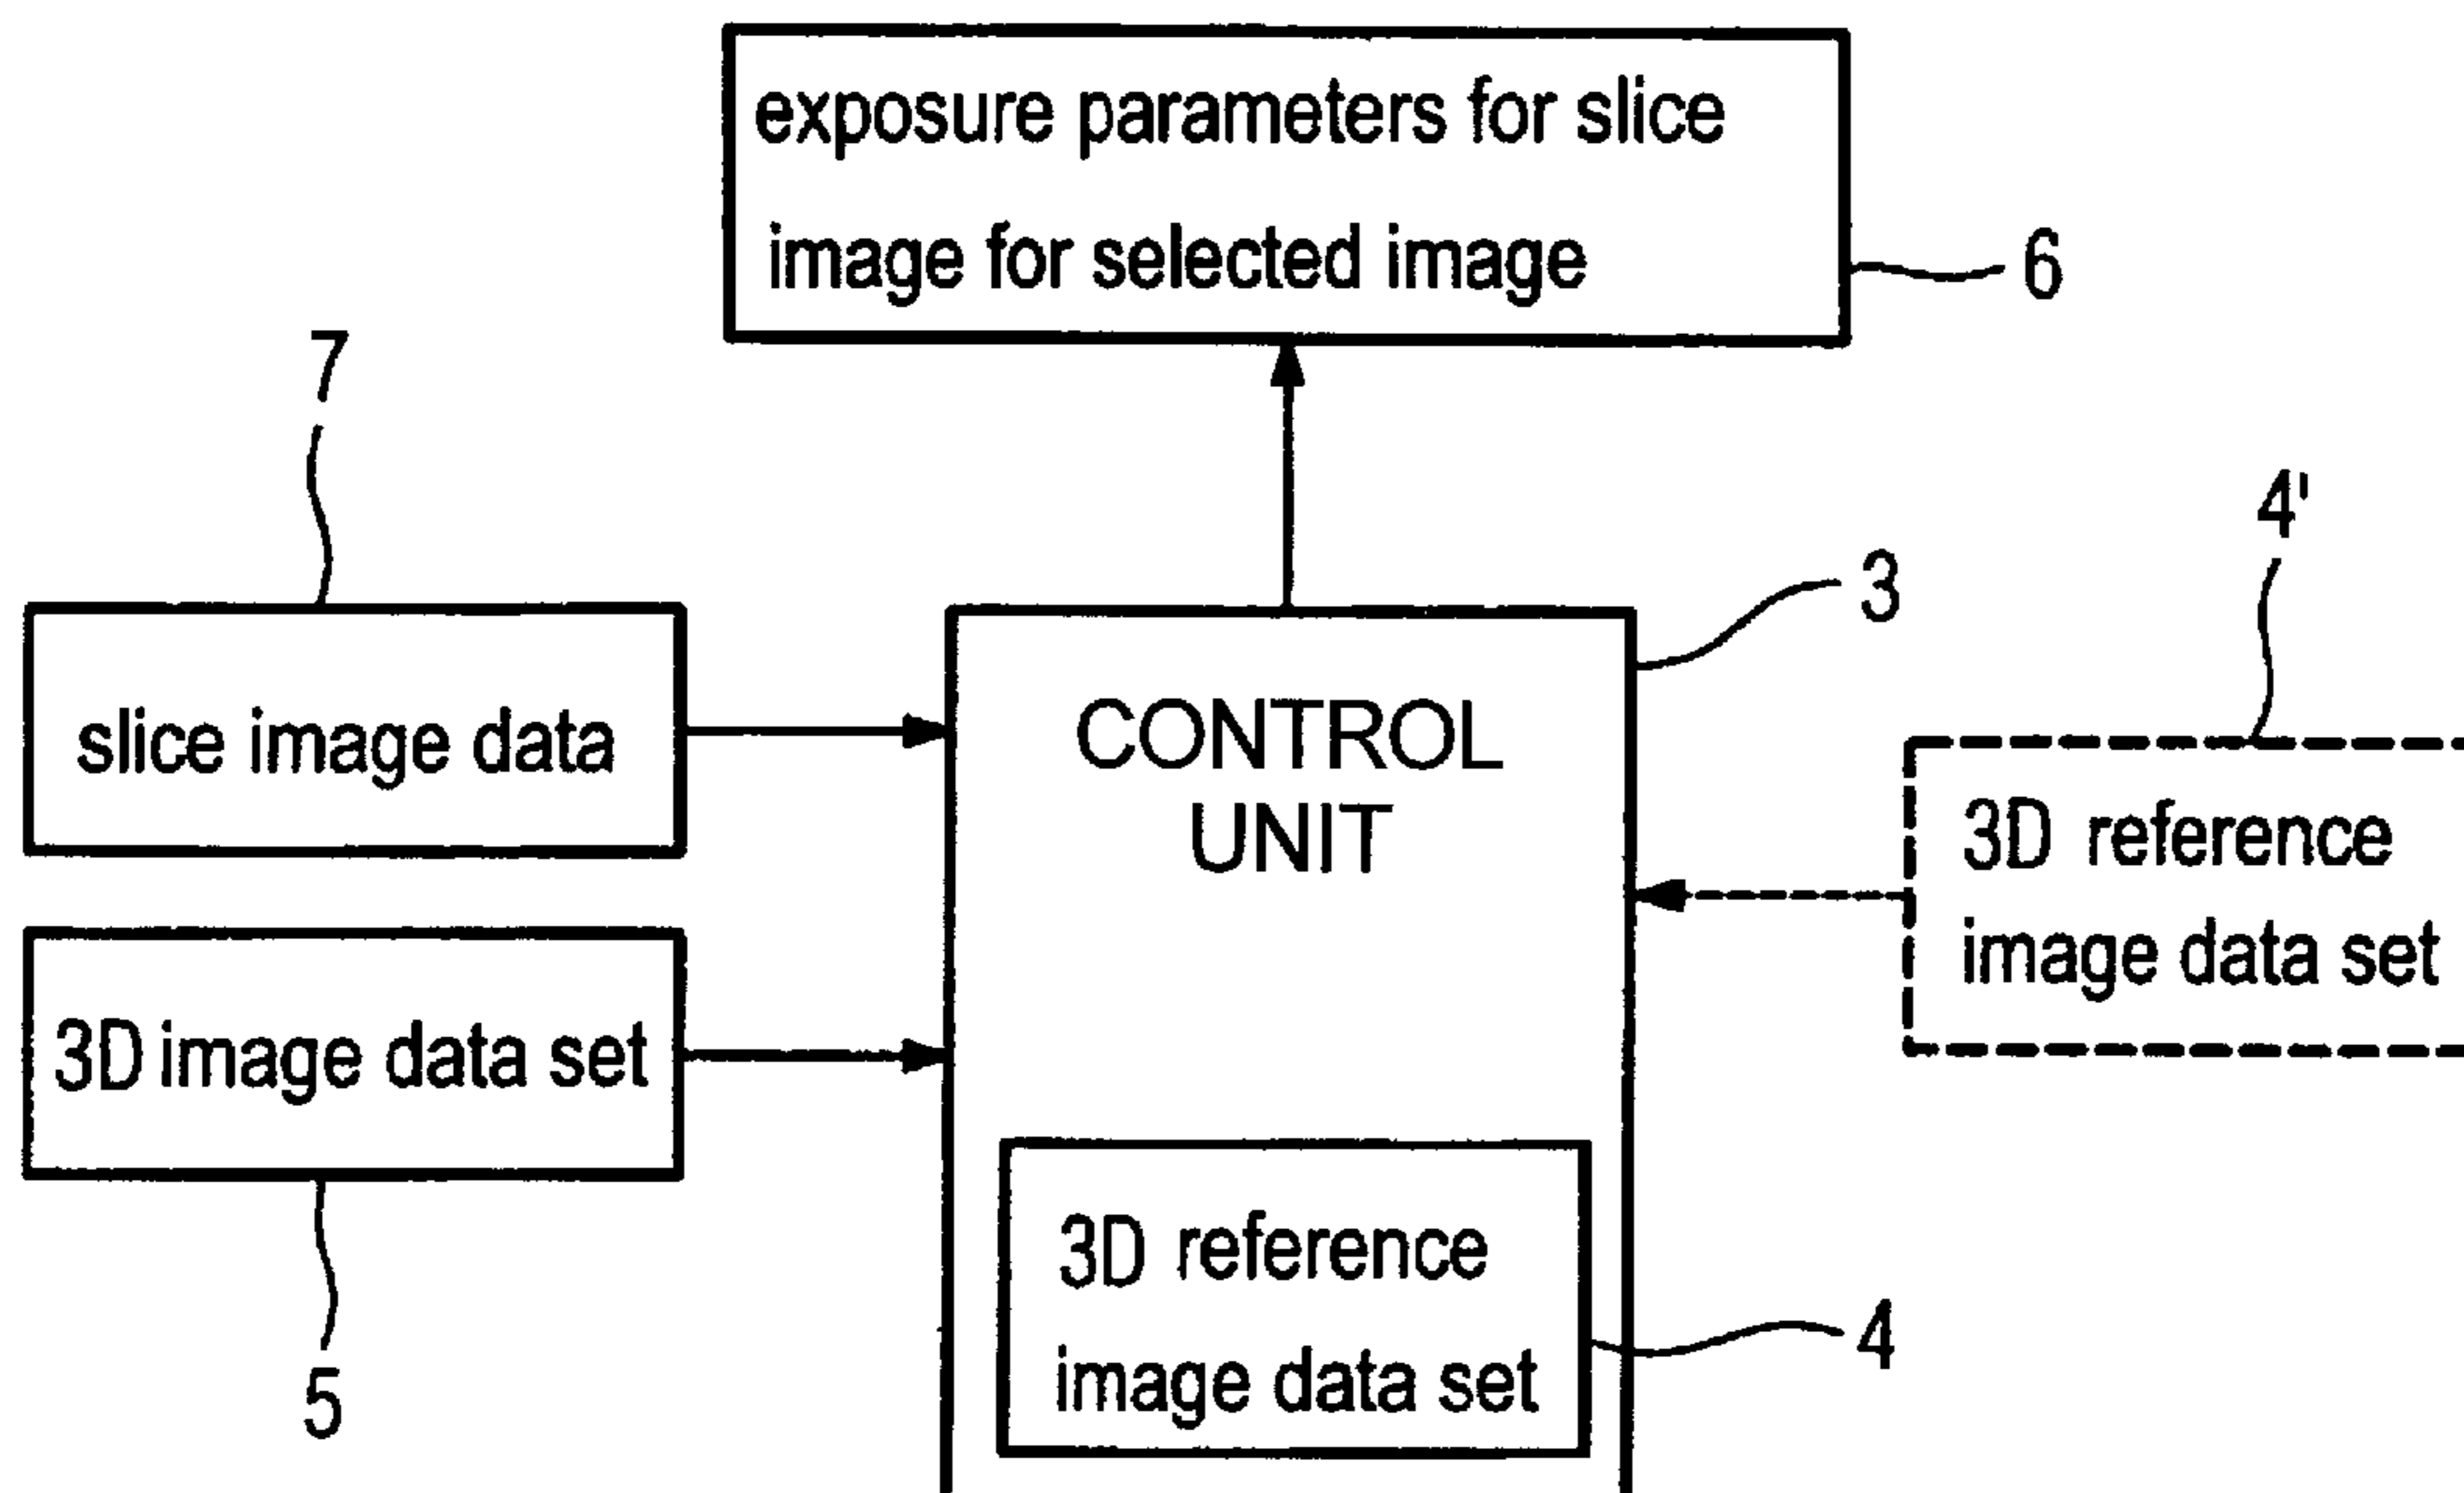 exposure parameters for slice
image for selected image
6
7
4'
3
slice image data
CONTROL
UNIT
3D reference
image data set
3D image data set
5
3D reference
image data set
4